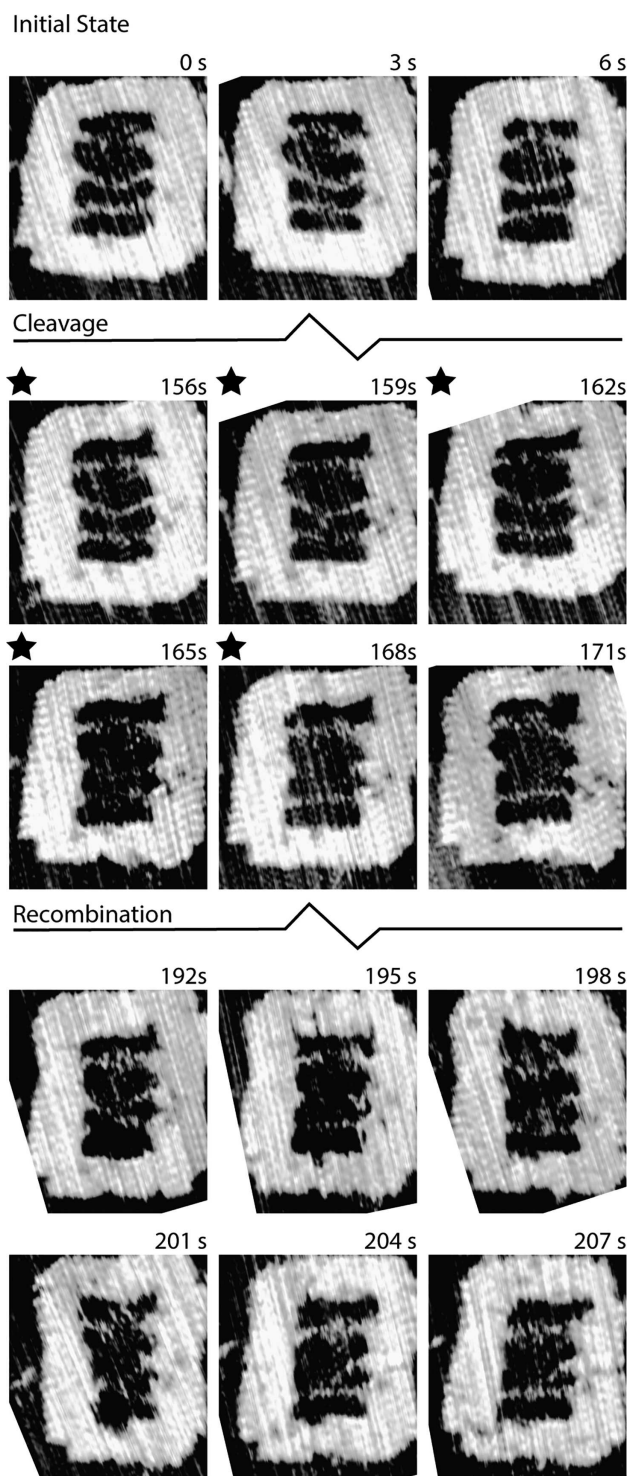 Initial State
0 s 3 s 6 s
Cleavage
156s 159s 162s
165s 168s 171s
Recombination
192s 195 s 198 s
201 s 204 s 207 s